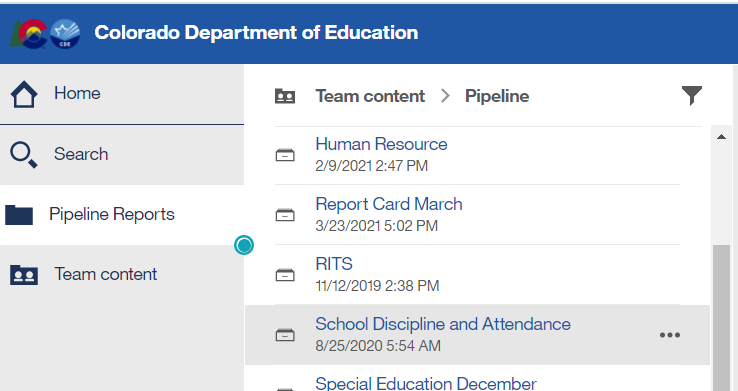 CDE
Colorado Department of Education
Home
Search
Pipeline Reports
Team content
Team content > Pipeline
Human Resource
2/9/2021 2:47 PM
Report Card March
3/23/2021 5:02 PM
RITS
11/12/2019 2:38 PM
School Discipline and Attendance
8/25/2020 5:54 AM
Special Education December